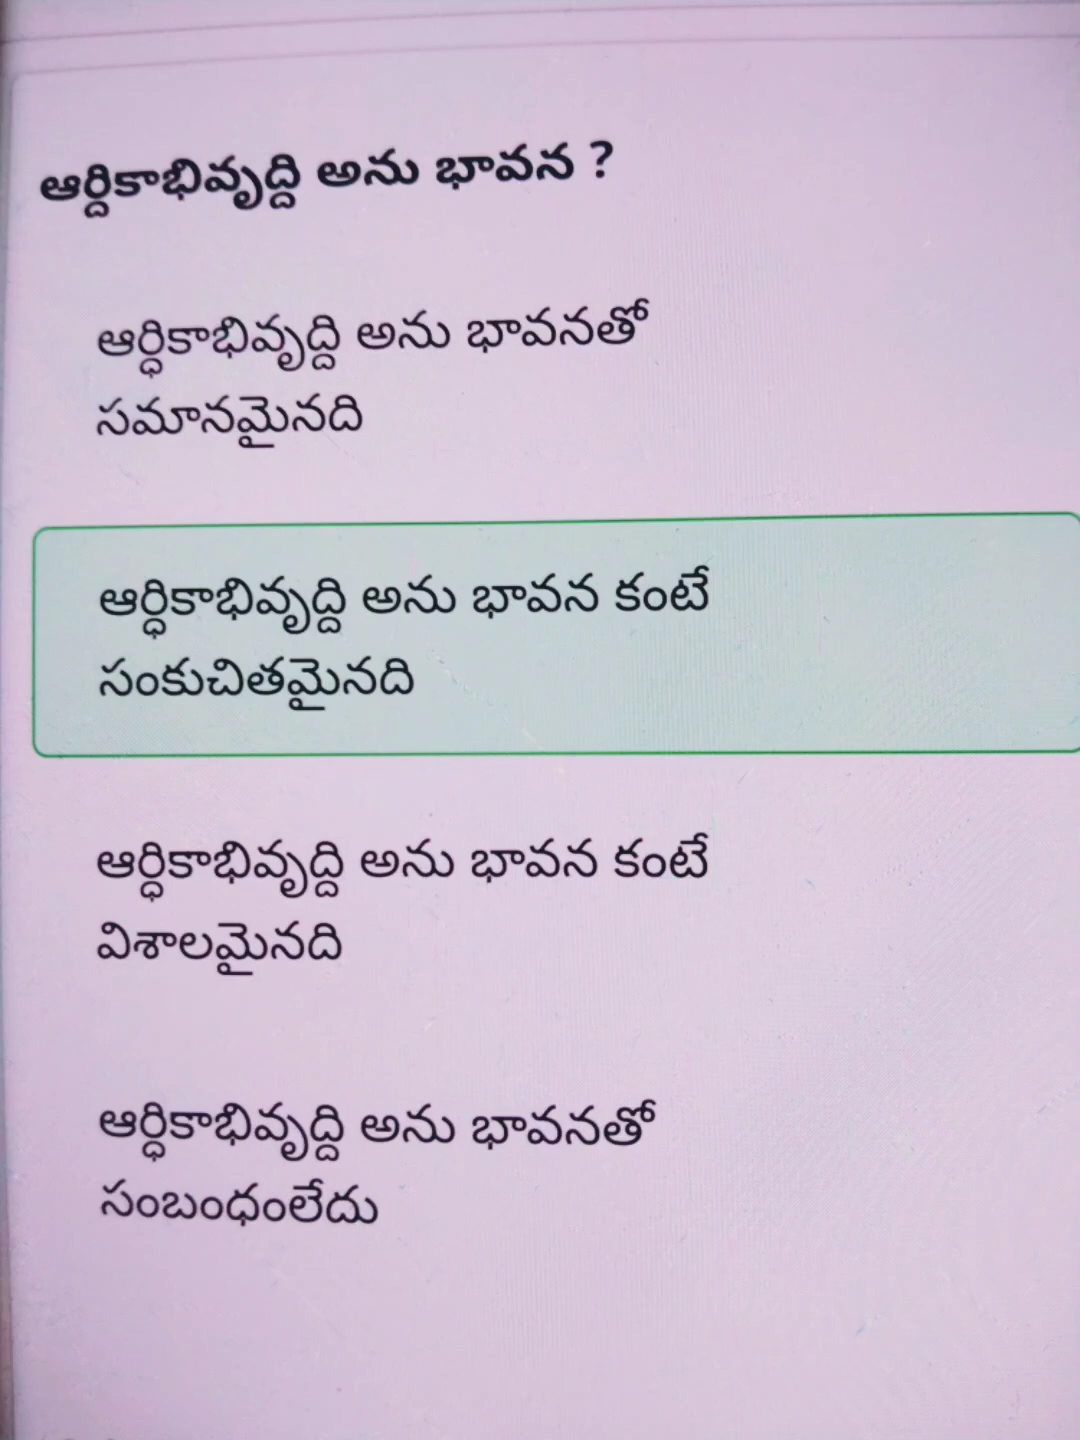 ఆర్దికాభివృద్ది అను భావన ?
ఆర్ధికాభివృద్ది అను భావనతో
సమానమైనది
ఆర్ధికాభివృద్ది అను భావన కంటే
సంకుచితమైనది
ఆర్ధికాభివృద్ది అను భావన కంటే
విశాలమైనది
ఆర్ధికాభివృద్ది అను భావనతో
సంబంధంలేదు